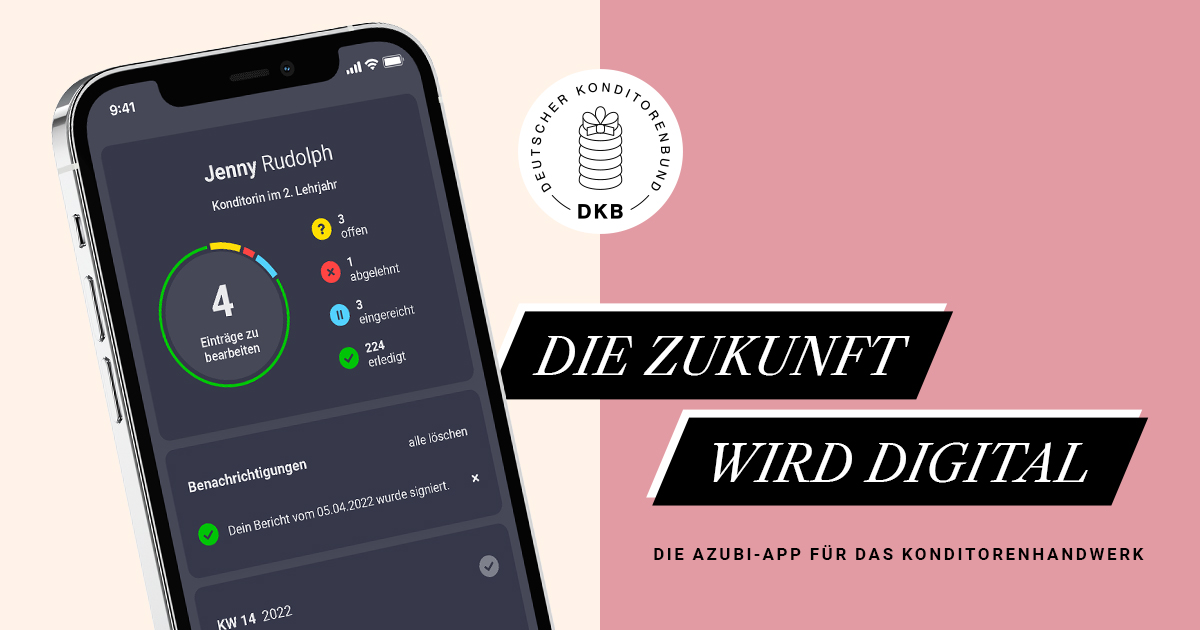 9:41
Jenny Rudolph
Konditorin im 2. Lehrjahr
4
Einträge zu
bearbeiten
?
3
offen
1
abgelehnt
3
eingereicht
224
erledigt
Benachrichtigungen
alle löschen
Dein Bericht vom 05.04.2022 wurde signiert.
KW 14 2022
DEUTSCHER KONDITORENBUND
DKB
DIE ZUKUNFT
WIRD DIGITAL
DIE AZUBI-APP FÜR DAS KONDITORENHANDWERK